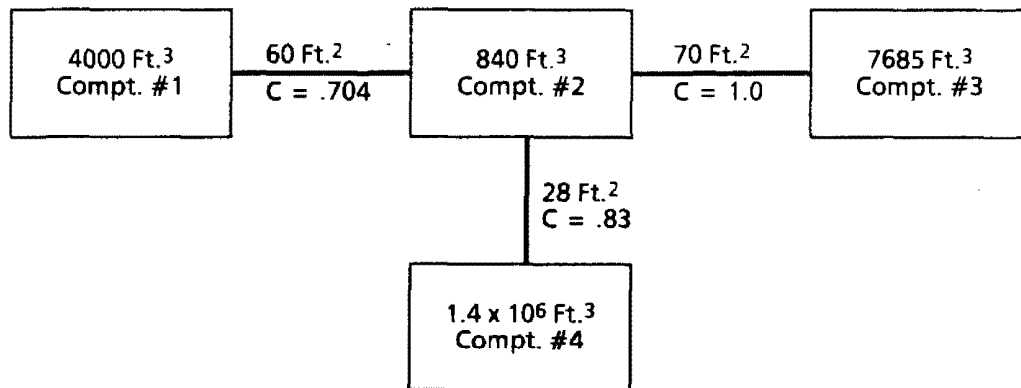 4000 Ft.³
Compt. #1
60 Ft.²
C = .704
840 Ft.³
Compt. #2
70 Ft.²
C = 1.0
7685 Ft.³
Compt. #3
28 Ft.²
C = .83
1.4 x 10⁶ Ft.³
Compt. #4